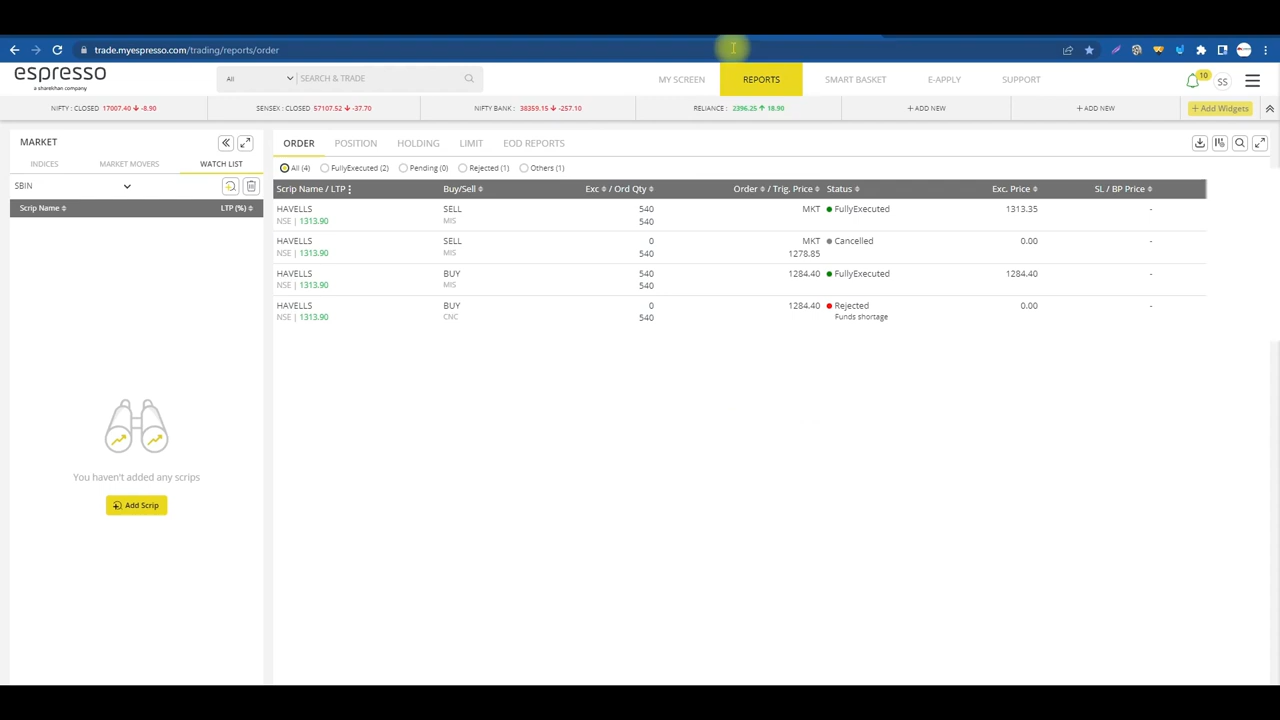 trade.myespresso.com/trading/reports/order
espresso
a sharekhan company
All
SEARCH & TRADE
MY SCREEN
REPORTS
SMART BASKET
E-APPLY
SUPPORT
10
SS
NIFTY : CLOSED 17007.40 -8.90
SENSEX : CLOSED 57107.52 -37.70
NIFTY BANK : 38359.15 -257.10
RELIANCE : 2396.25 18.90
+ ADD NEW
+ ADD NEW
+ Add Widgets
MARKET
INDICES
MARKET MOVERS
WATCH LIST
SBIN
Scrip Name
LTP (%)
You haven't added any scrips
Add Scrip
ORDER
POSITION
HOLDING
LIMIT
EOD REPORTS
All (4)
FullyExecuted (2)
Pending (0)
Rejected (1)
Others (1)
Scrip Name / LTP
Buy/Sell
Exc / Ord Qty
Order / Trig. Price
Status
Exc. Price
SL / BP Price
HAVELLS SELL 540 MKT FullyExecuted 1313.35 -
NSE | 1313.90 MIS 540
HAVELLS SELL 0 MKT Cancelled 0.00 -
NSE | 1313.90 MIS 540 1278.85
HAVELLS BUY 540 1284.40 FullyExecuted 1284.40 -
NSE | 1313.90 MIS 540
HAVELLS BUY 0 1284.40 Rejected 0.00 -
NSE | 1313.90 CNC 540 Funds shortage